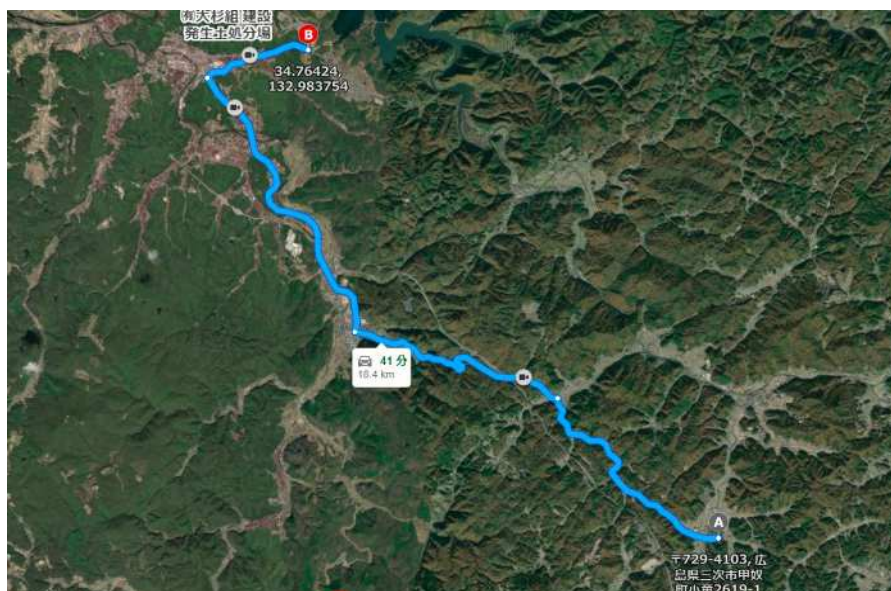 ㈲大杉組 建設
発生土処分場
B
34.76424,
132.983754
41 分
18.4 km
A
〒729-4103, 広
島県三次市甲奴
町小童2619-1